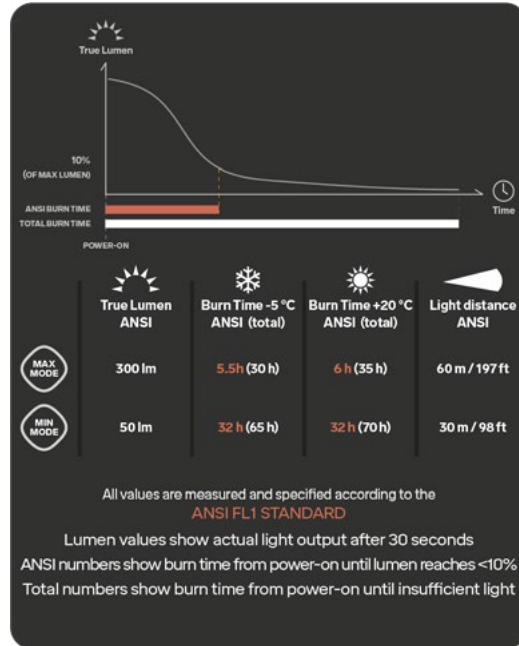 True Lumen
10%
(OF MAX LUMEN)
ANSI BURN TIME
TOTAL BURN TIME
Time
POWER-ON
True Lumen
ANSI
Burn Time -5 °C
ANSI (total)
Burn Time +20 °C
ANSI (total)
Light distance
ANSI
MAX
MODE
300 lm
5.5h (30 h)
6 h (35 h)
60 m / 197 ft
MIN
MODE
50 lm
32 h (65 h)
32 h (70 h)
30 m / 98 ft
All values are measured and specified according to the
ANSI FL1 STANDARD
Lumen values show actual light output after 30 seconds
ANSI numbers show burn time from power-on until lumen reaches <10%
Total numbers show burn time from power-on until insufficient light